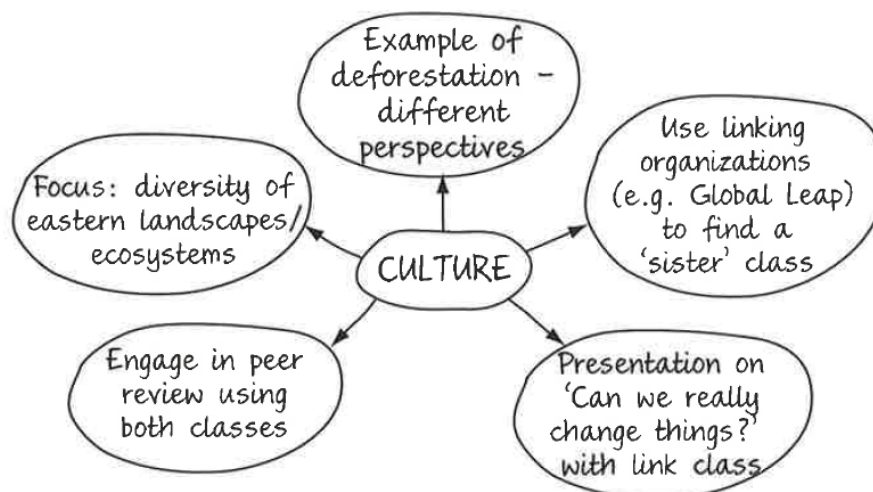 Example of
deforestation –
different
perspectives
Focus: diversity of
eastern landscapes/
ecosystems
Use linking
organizations
(e.g. Global Leap)
to find a
‘sister’ class
CULTURE
Engage in peer
review using
both classes
Presentation on
‘Can we really
change things?’
with link class